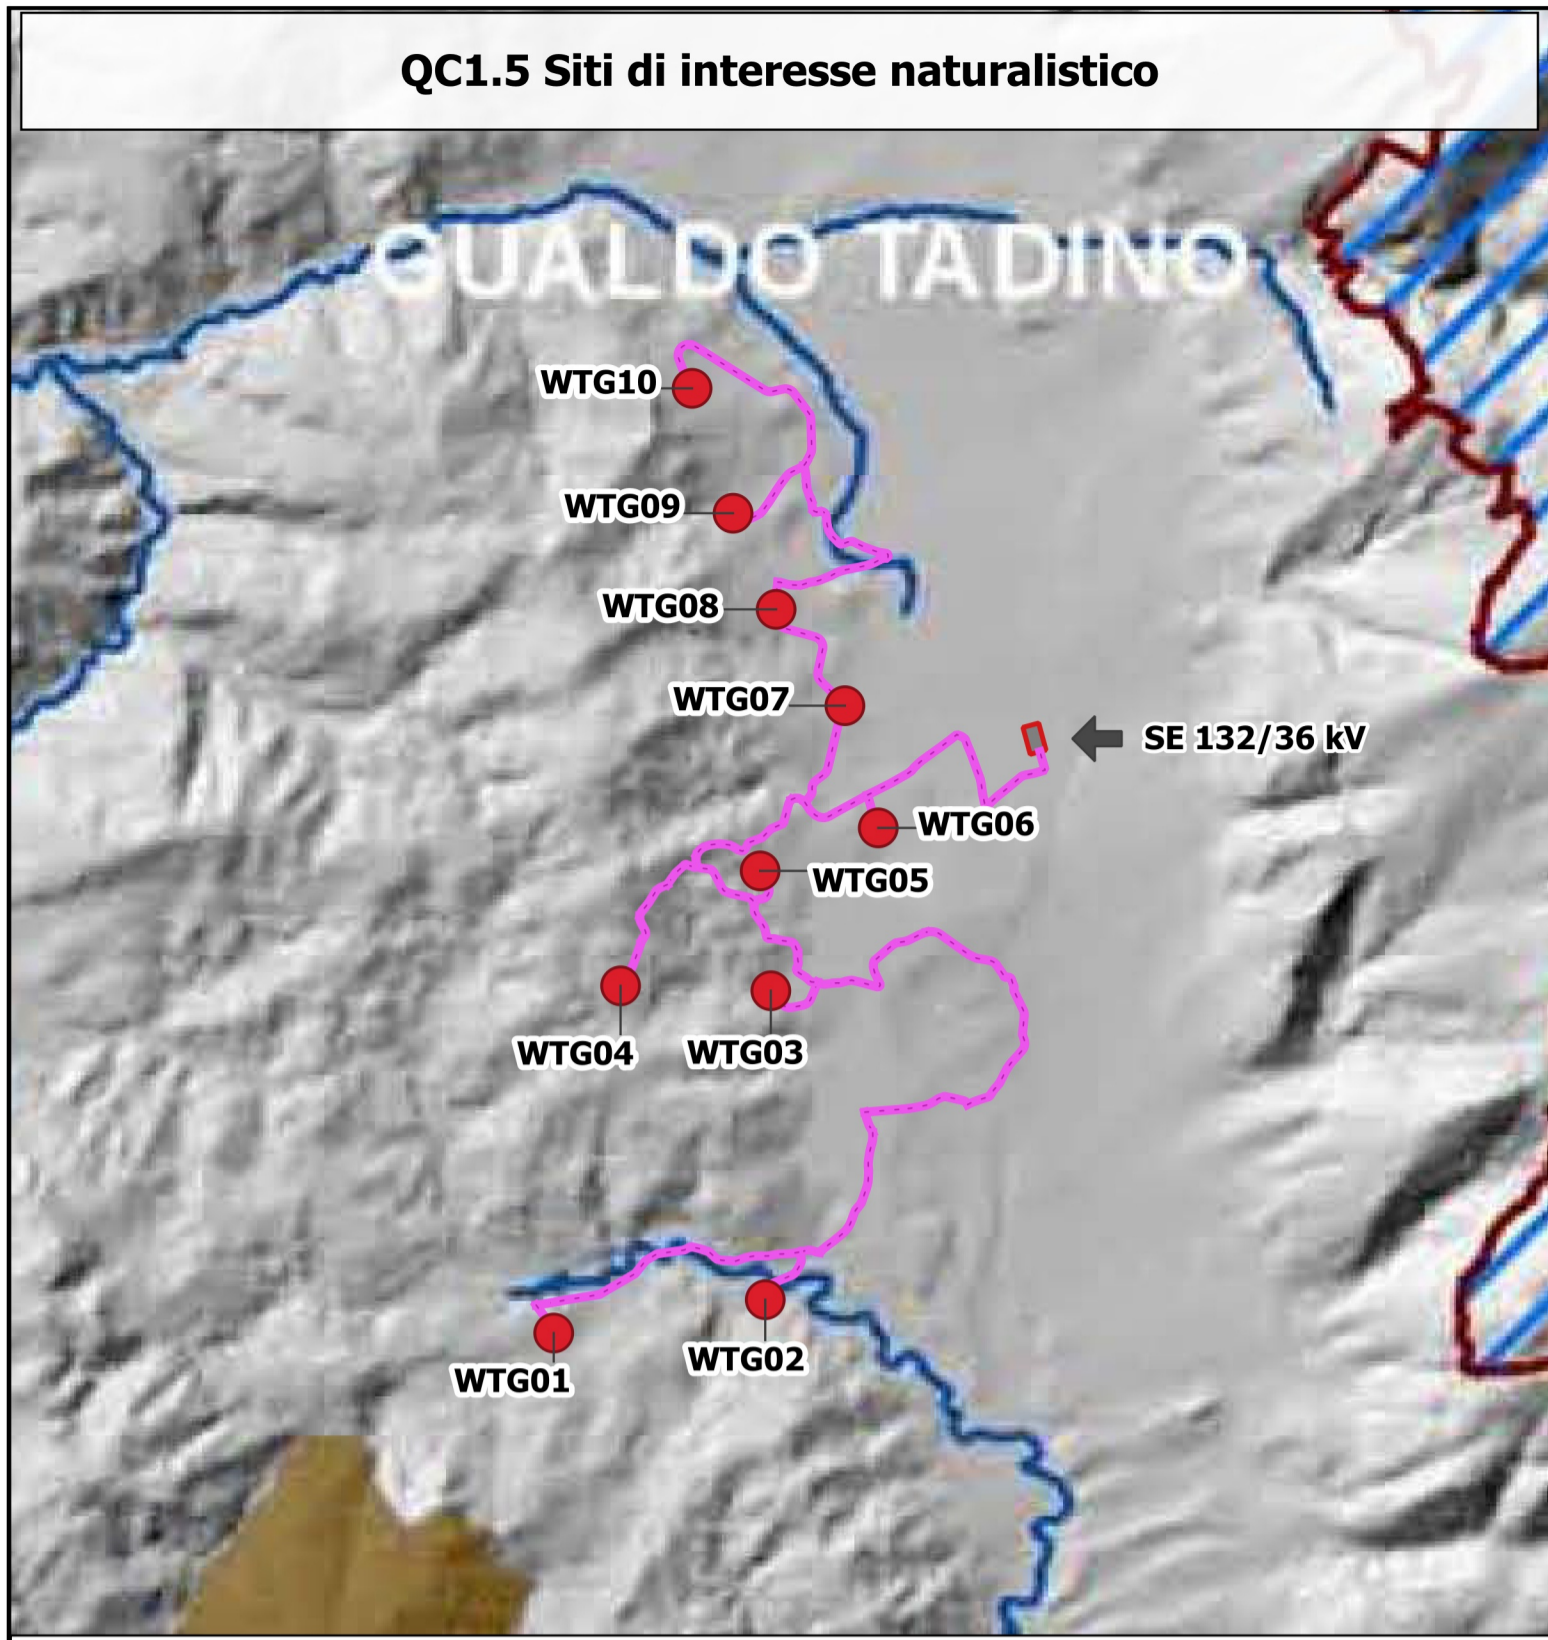 QC1.5 Siti di interesse naturalistico
GUALDO TADINO
WTG10
WTG09
WTG08
WTG07
SE 132/36 kV
WTG06
WTG05
WTG04
WTG03
WTG02
WTG01